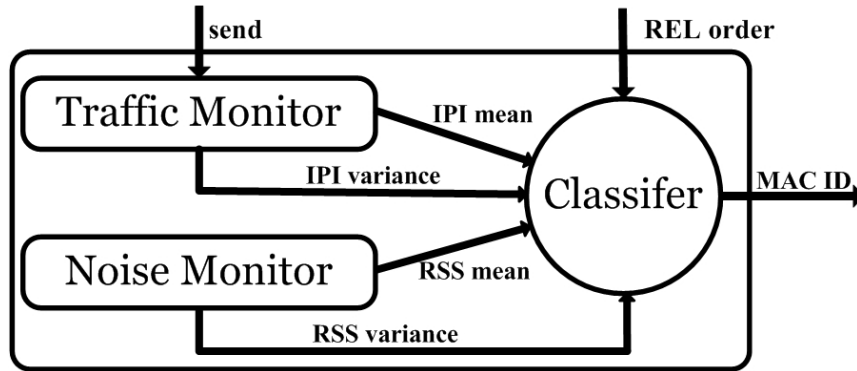 send
REL order
Traffic Monitor
IPI mean
IPI variance
Classifer
MAC ID
Noise Monitor
RSS mean
RSS variance